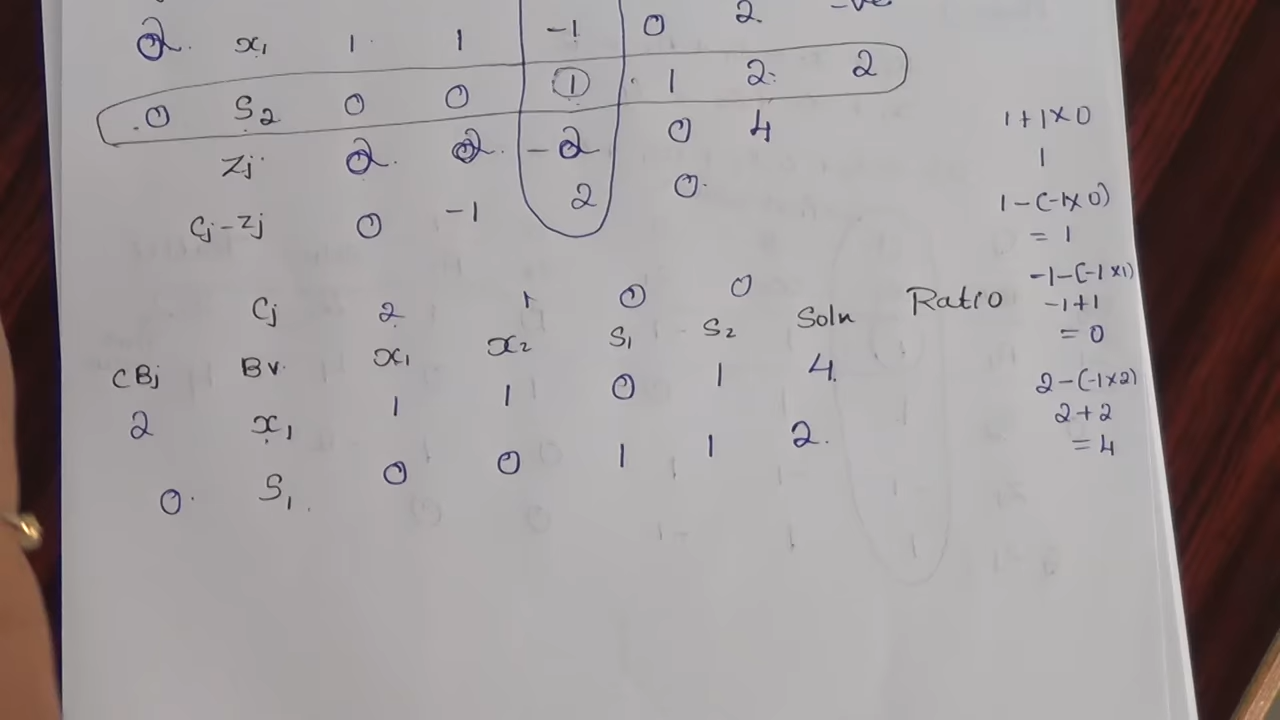 2. x₁ 1 1 -1 0 2 -ve
0 S₂ 0 0 1 1 2 2
Zj 2 2 -2 0 4
Cj-Zj 0 -1 2 0
Cj 2 1 0 0
CBj BV x₁ x₂ S₁ S₂ Soln Ratio
2 x₁ 1 1 0 1 4
0 S₁ 0 0 1 1 2
1+1×0
1
1-(-1×0)
= 1
-1-(-1×1)
-1+1
= 0
2-(-1×2)
2+2
= 4